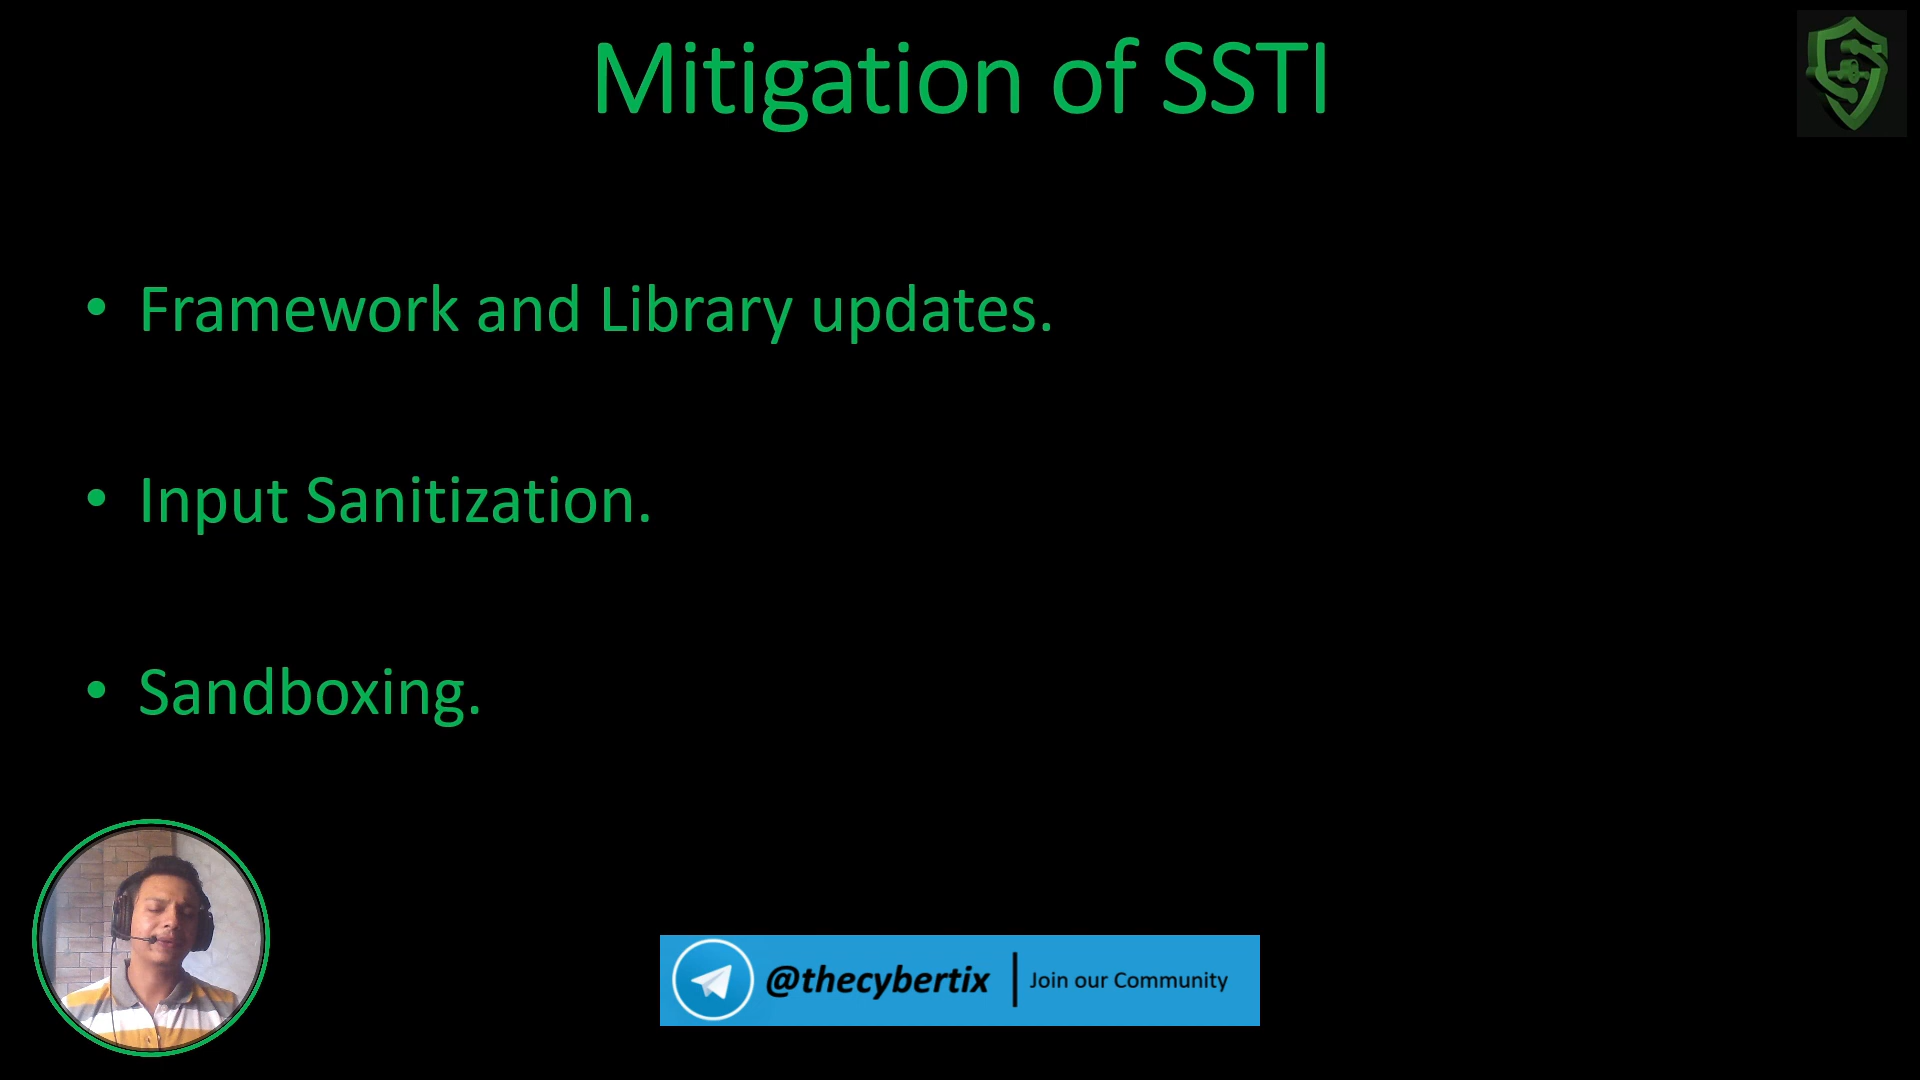 Mitigation of SSTI
• Framework and Library updates.
• Input Sanitization.
• Sandboxing.
@thecybertix | Join our Community